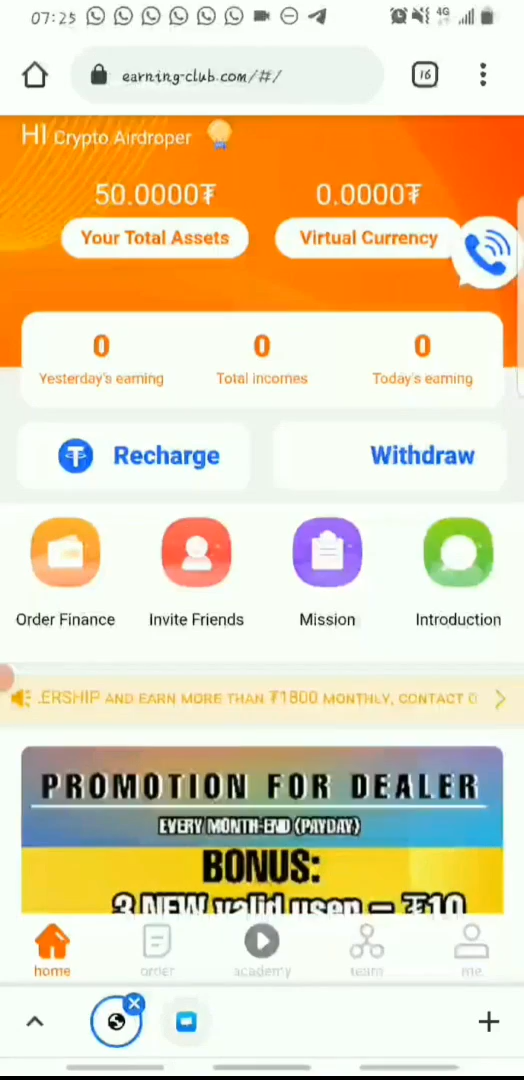 07:25
4G
earning-club.com/#/
16
HI Crypto Airdroper
50.0000₮ 0.0000₮
Your Total Assets Virtual Currency
0 0 0
Yesterday's earning Total incomes Today's earning
Recharge Withdraw
Order Finance Invite Friends Mission Introduction
ERSHIP AND EARN MORE THAN ₮1800 MONTHLY, CONTACT
PROMOTION FOR DEALER
EVERY MONTH-END (PAYDAY)
BONUS:
3 NEW valid user = ₮10
home order academy team me